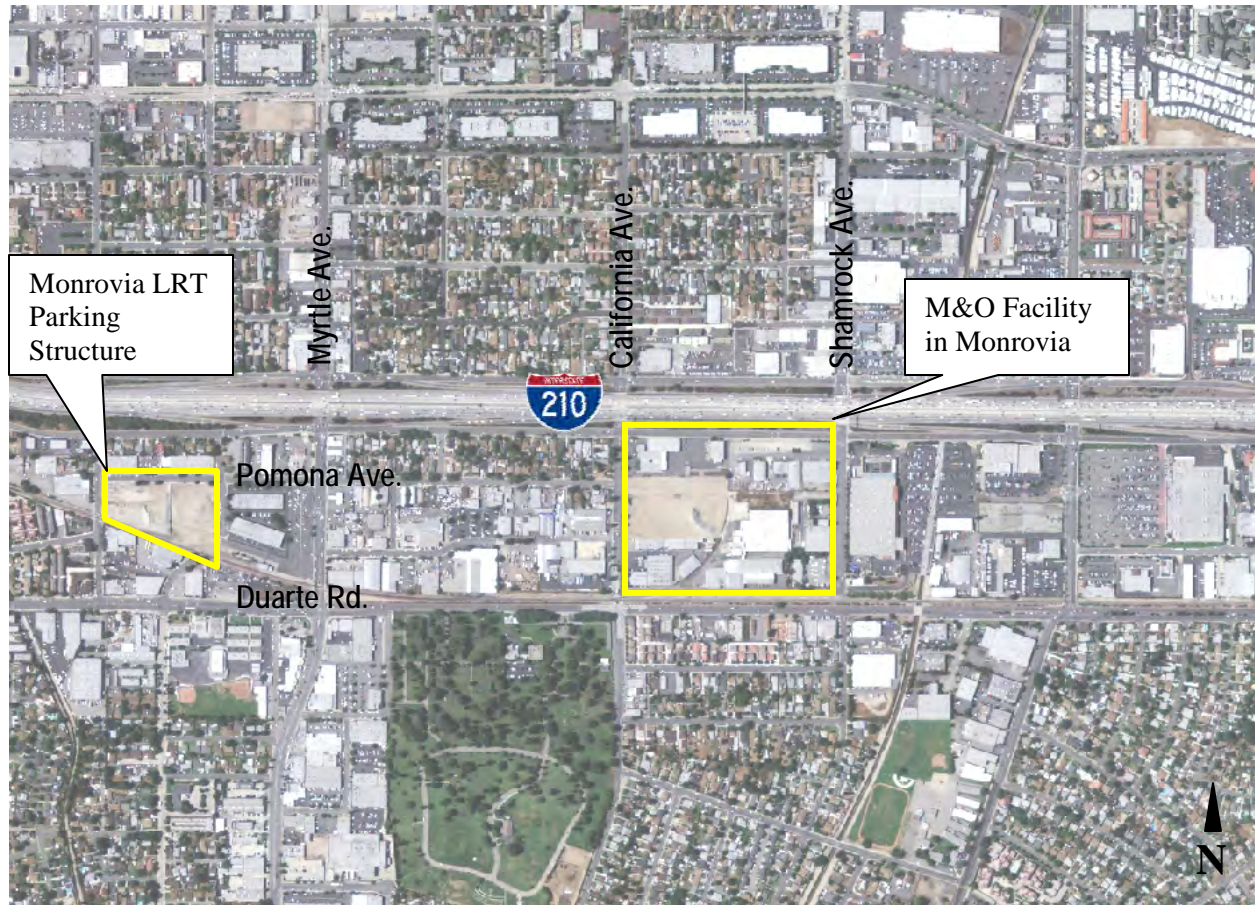 Monrovia LRT
Parking
Structure
Myrtle Ave.
California Ave.
Shamrock Ave.
M&O Facility
in Monrovia
INTERSTATE
210
Pomona Ave.
Duarte Rd.
N